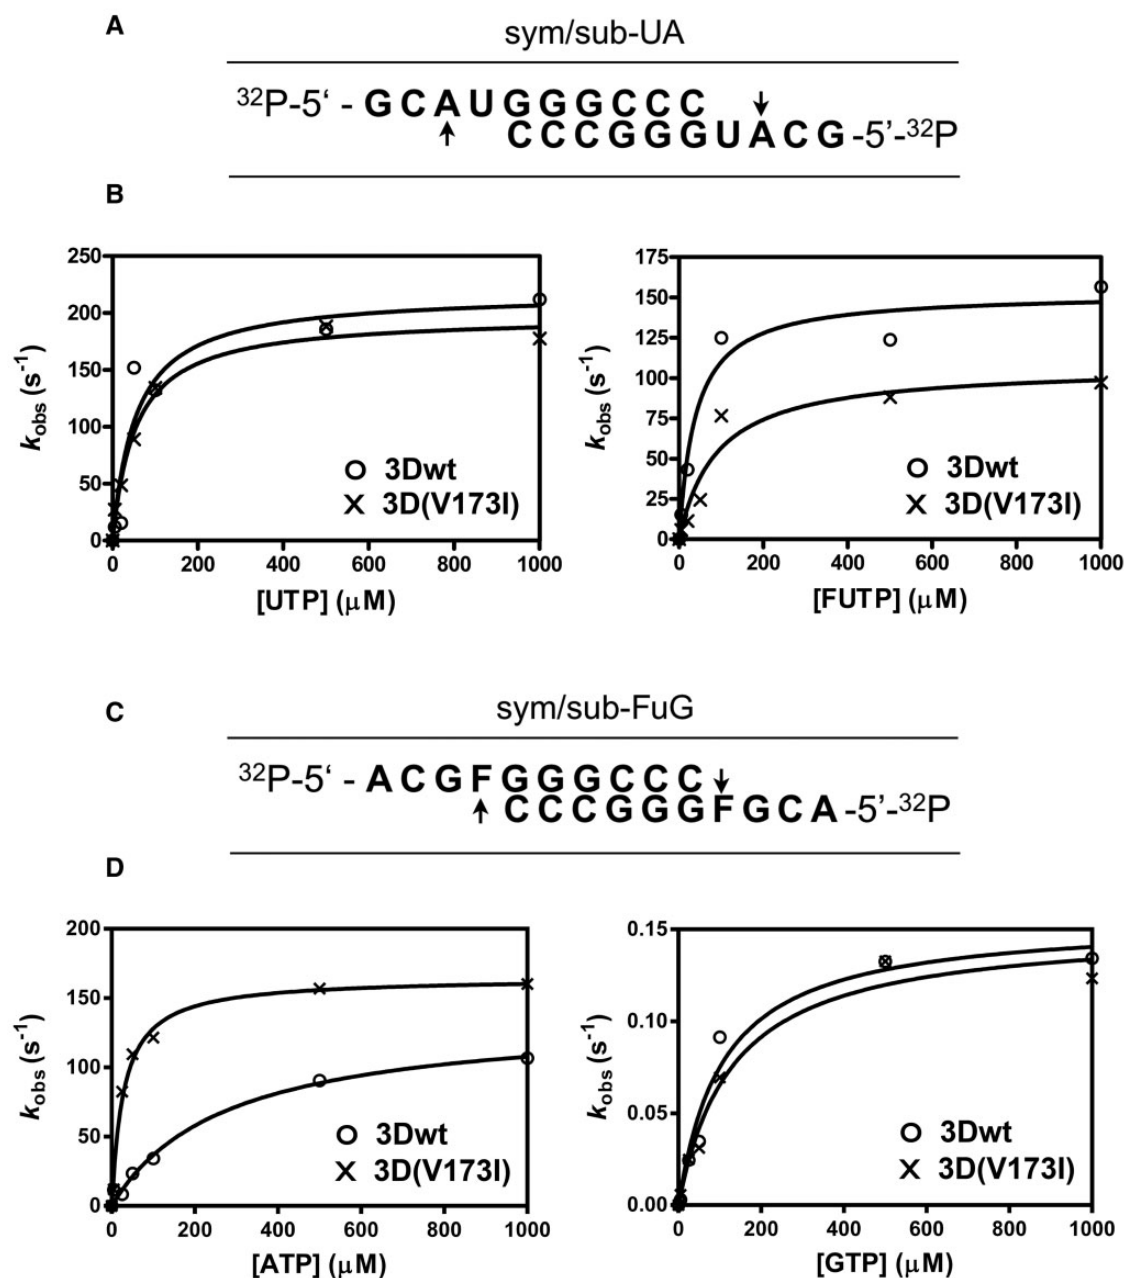 A
sym/sub-UA
32P-5‘ - G C A U G G G C C C
C C C G G G U A C G -5’-32P
B
250
200
150
100
50
0
kobs (s-1)
0 200 400 600 800 1000
[UTP] (μM)
3Dwt
3D(V173I)
175
150
125
100
75
50
25
0
kobs (s-1)
0 200 400 600 800 1000
[FUTP] (μM)
3Dwt
3D(V173I)
C
sym/sub-FuG
32P-5‘ - A C G F G G G C C C
C C C G G G F G C A -5’-32P
D
200
150
100
50
0
kobs (s-1)
0 200 400 600 800 1000
[ATP] (μM)
3Dwt
3D(V173I)
0.15
0.10
0.05
0.00
kobs (s-1)
0 200 400 600 800 1000
[GTP] (μM)
3Dwt
3D(V173I)